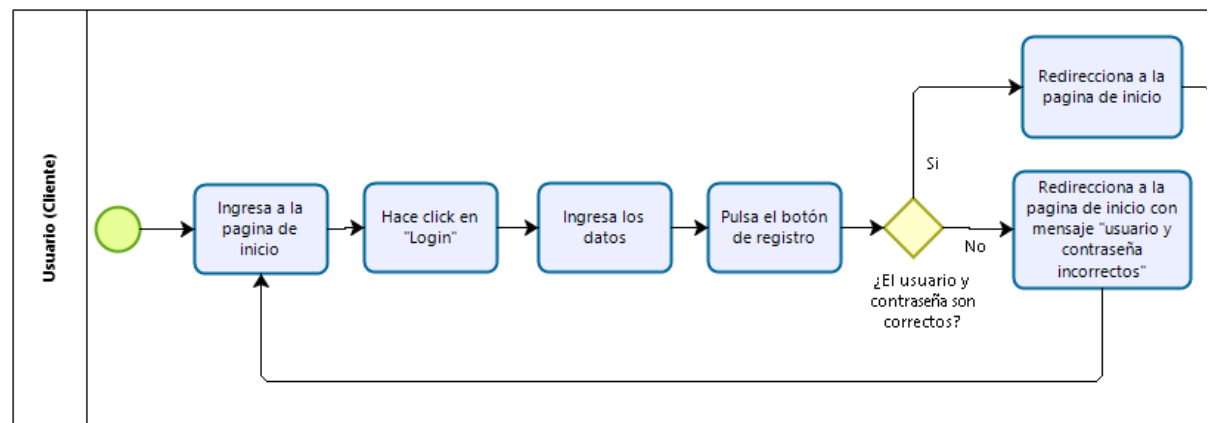 Usuario (Cliente)
Ingresa a la
pagina de
inicio
Hace click en
"Login"
Ingresa los
datos
Pulsa el botón
de registro
¿El usuario y
contraseña son
correctos?
Si
Redirecciona a la
pagina de inicio
No
Redirecciona a la
pagina de inicio con
mensaje "usuario y
contraseña
incorrectos"